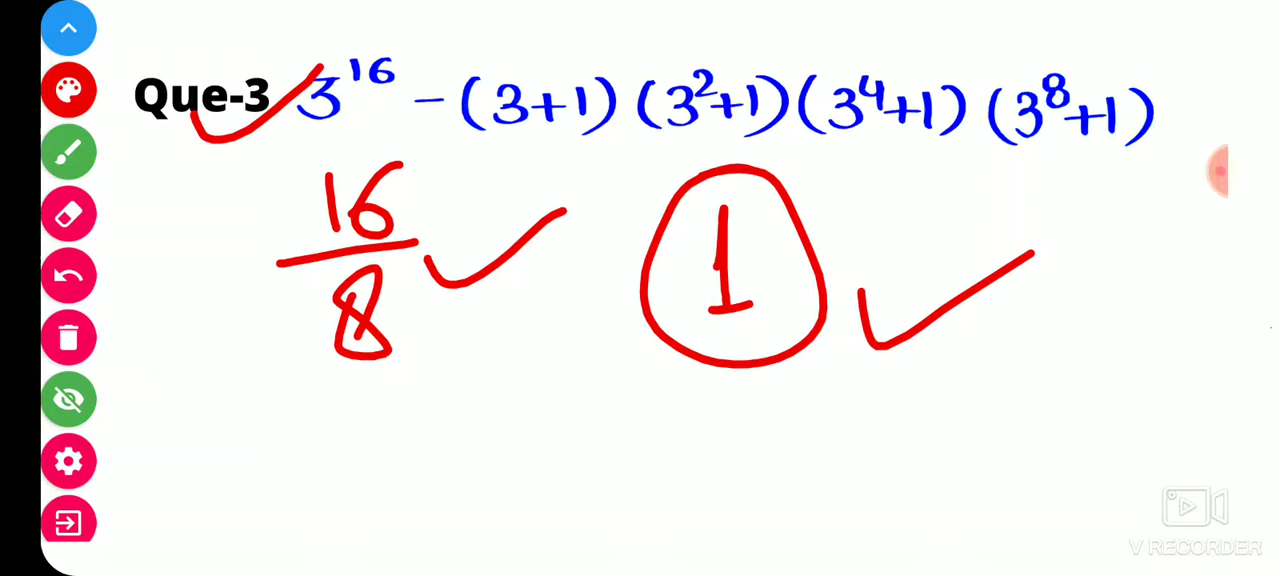 Que-3 3^16 - (3+1) (3^2+1) (3^4+1) (3^8+1)
16/8
1
V RECORDER